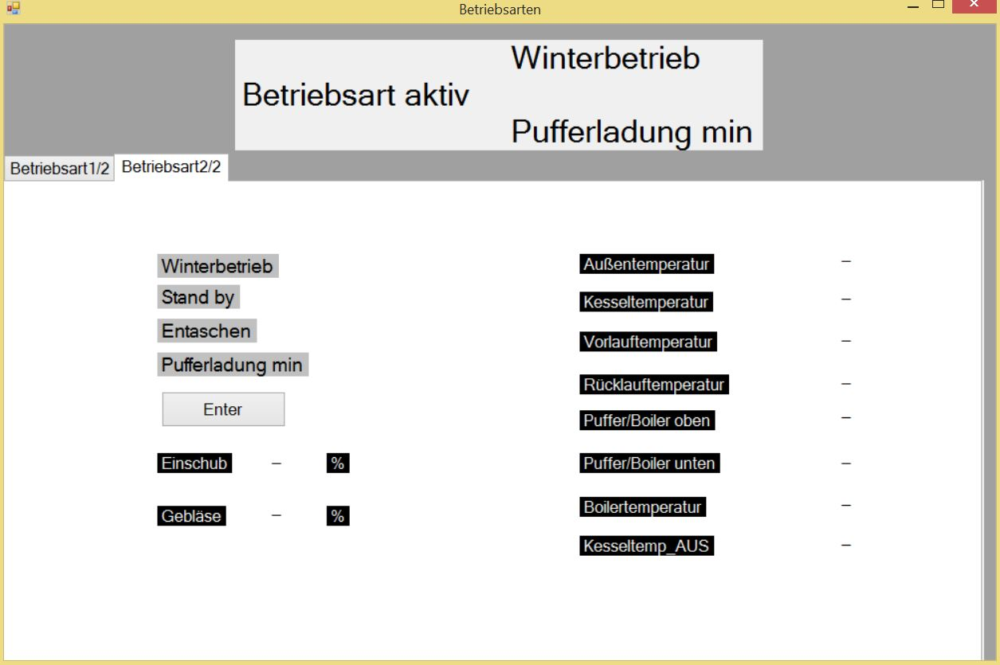 Betriebsarten
Winterbetrieb
Betriebsart aktiv
Pufferladung min
Betriebsart1/2 Betriebsart2/2
Winterbetrieb
Stand by
Entaschen
Pufferladung min
Enter
Einschub – %
Gebläse – %
Außentemperatur –
Kesseltemperatur –
Vorlauftemperatur –
Rücklauftemperatur –
Puffer/Boiler oben –
Puffer/Boiler unten –
Boilertemperatur –
Kesseltemp_AUS –